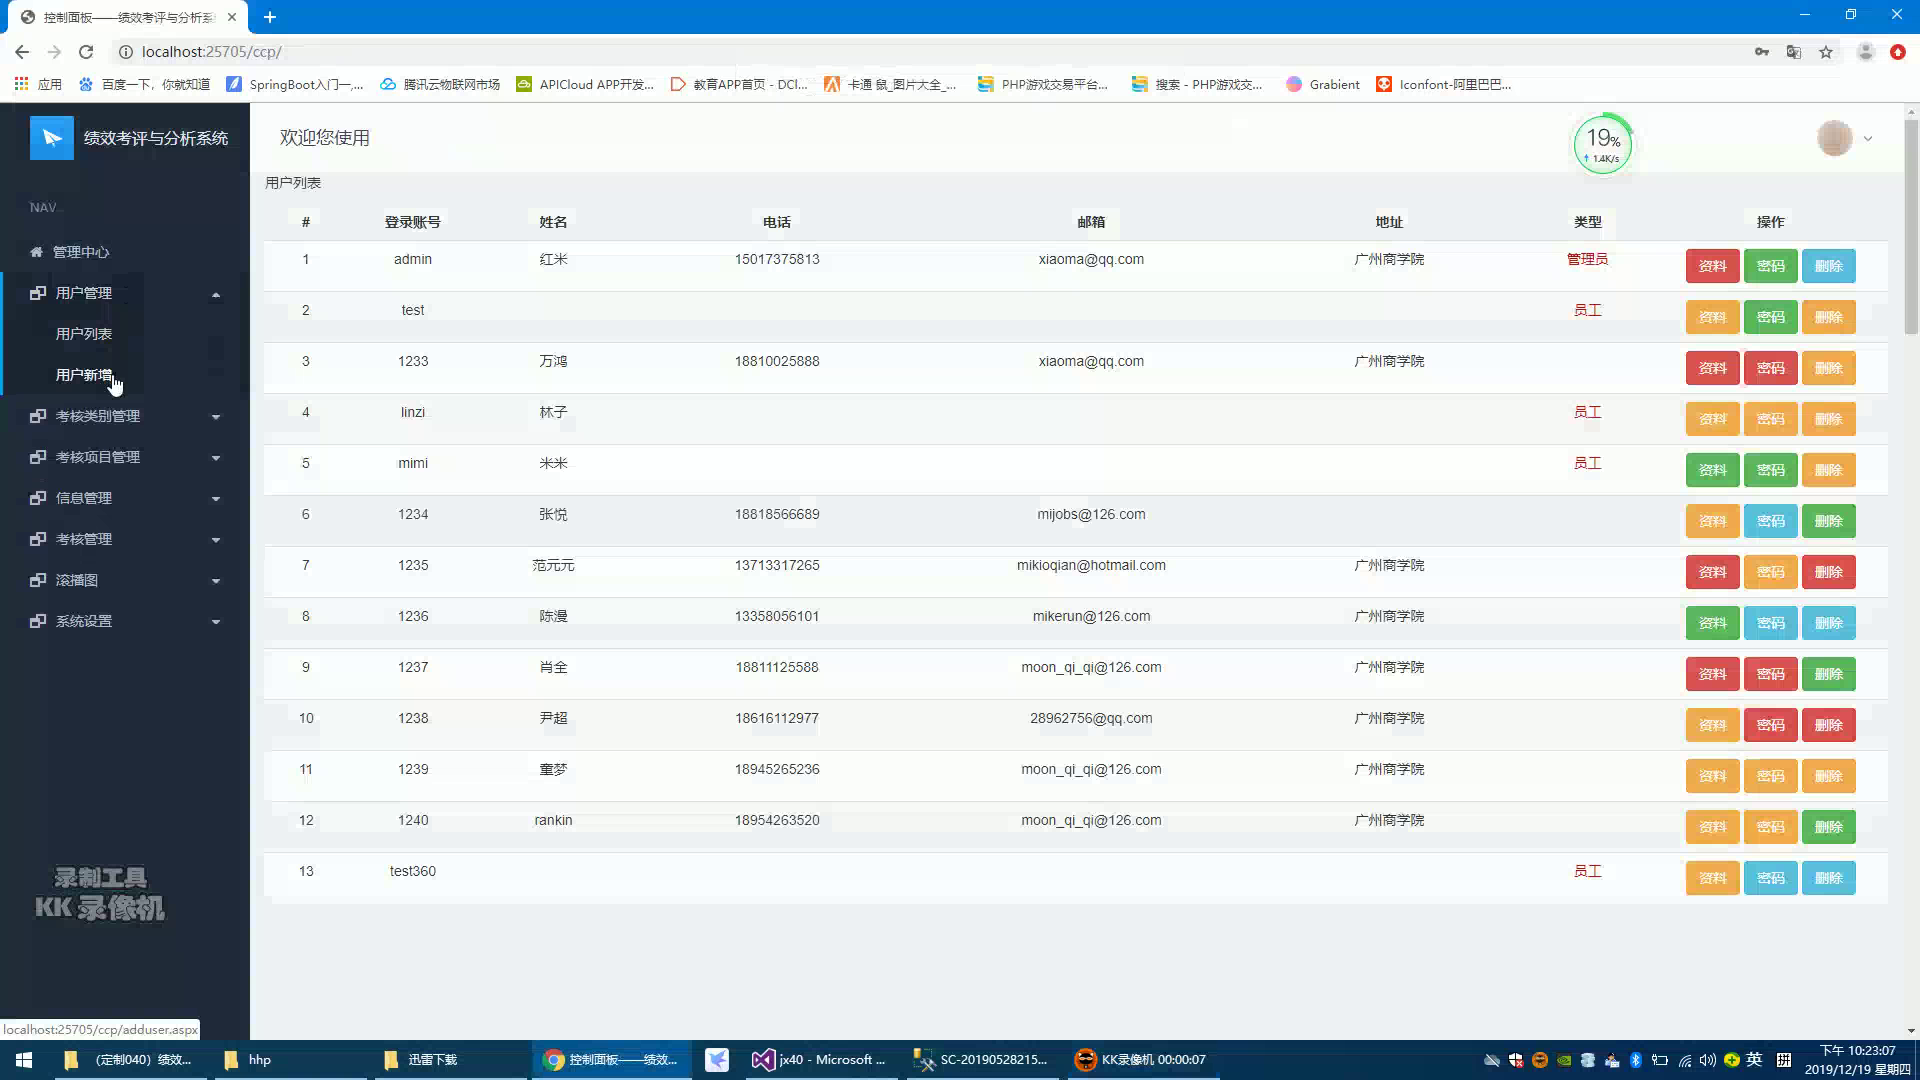 控制面板——绩效考评与分析系
localhost:25705/ccp/
应用 百度一下，你就知道 SpringBoot入门一,... 腾讯云物联网市场 APICloud APP开发... 教育APP首页 - DCl... 卡通 鼠_图片大全_... PHP游戏交易平台... 搜索 - PHP游戏交... Grabient Iconfont-阿里巴巴...
绩效考评与分析系统
欢迎您使用
19%
1.4K/s
NAV
管理中心
用户管理
用户列表
用户新增
考核类别管理
考核项目管理
信息管理
考核管理
滚播图
系统设置
用户列表
# 登录账号 姓名 电话 邮箱 地址 类型 操作
1 admin 红米 15017375813 xiaoma@qq.com 广州商学院 管理员 资料 密码 删除
2 test 员工 资料 密码 删除
3 1233 万鸿 18810025888 xiaoma@qq.com 广州商学院 资料 密码 删除
4 linzi 林子 员工 资料 密码 删除
5 mimi 米米 员工 资料 密码 删除
6 1234 张悦 18818566689 mijobs@126.com 资料 密码 删除
7 1235 范元元 13713317265 mikioqian@hotmail.com 广州商学院 资料 密码 删除
8 1236 陈漫 13358056101 mikerun@126.com 广州商学院 资料 密码 删除
9 1237 肖全 18811125588 moon_qi_qi@126.com 广州商学院 资料 密码 删除
10 1238 尹超 18616112977 28962756@qq.com 广州商学院 资料 密码 删除
11 1239 童梦 18945265236 moon_qi_qi@126.com 广州商学院 资料 密码 删除
12 1240 rankin 18954263520 moon_qi_qi@126.com 广州商学院 资料 密码 删除
13 test360 员工 资料 密码 删除
录制工具
KK 录像机
localhost:25705/ccp/adduser.aspx
（定制040）绩效... hhp 迅雷下载 控制面板——绩效... jx40 - Microsoft ... SC-20190528215... KK录像机 00:00:07 英 拼
下午 10:23:07
2019/12/19 星期四